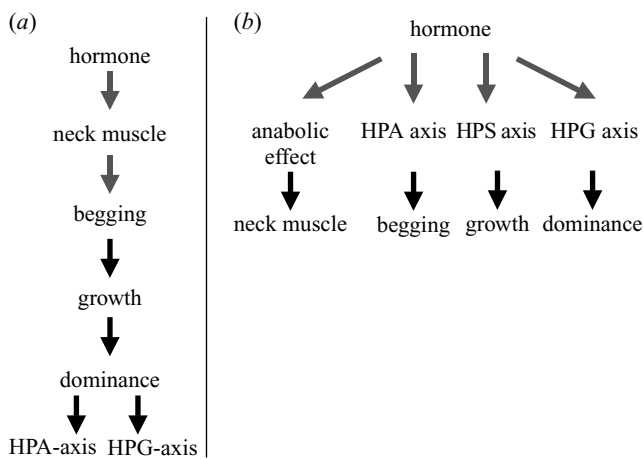 (a)
hormone
neck muscle
begging
growth
dominance
HPA-axis HPG-axis
(b)
hormone
anabolic effect HPA axis HPS axis HPG axis
neck muscle begging growth dominance